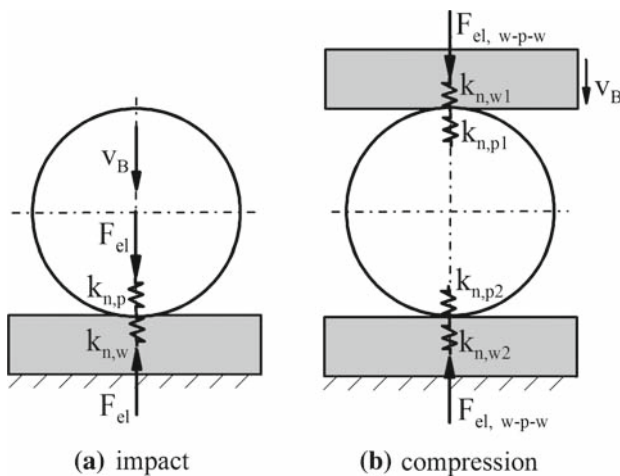 v_B
F_el
k_n,p
k_n,w
F_el
(a) impact
F_el, w-p-w
v_B
k_n,w1
k_n,p1
k_n,p2
k_n,w2
F_el, w-p-w
(b) compression